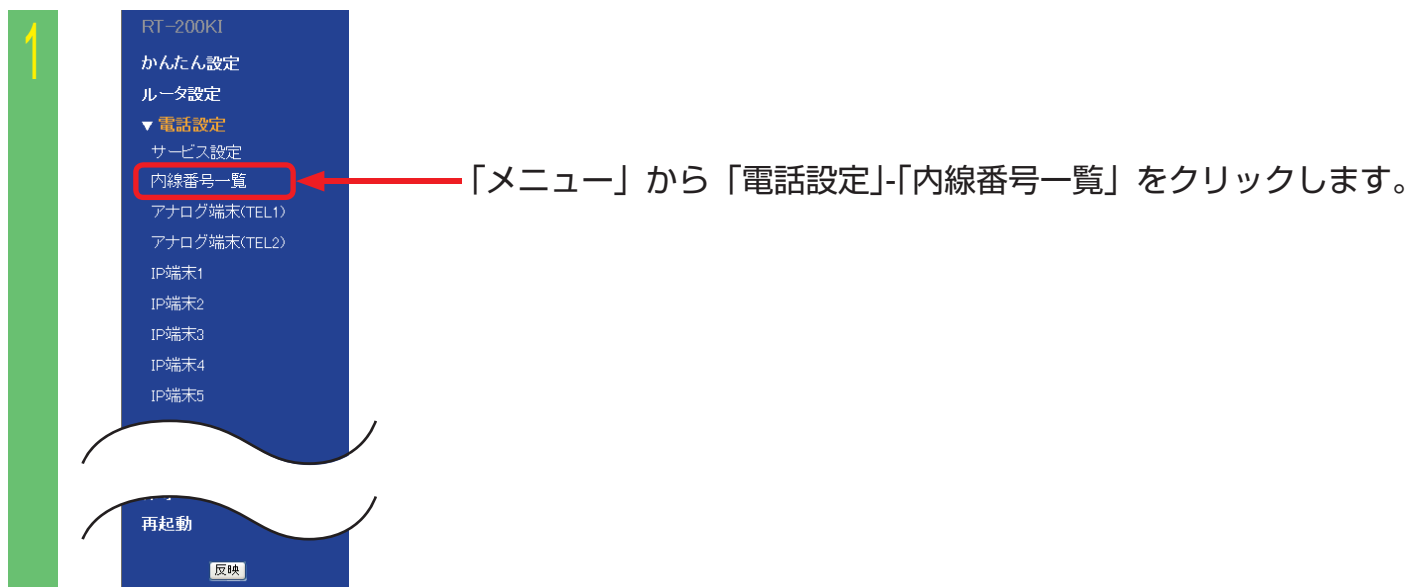 1
RT-200KI
かんたん設定
ルータ設定
▼電話設定
サービス設定
内線番号一覧
「メニュー」から「電話設定」-「内線番号一覧」をクリックします。
アナログ端末(TEL1)
アナログ端末(TEL2)
IP端末1
IP端末2
IP端末3
IP端末4
IP端末5
再起動
反映